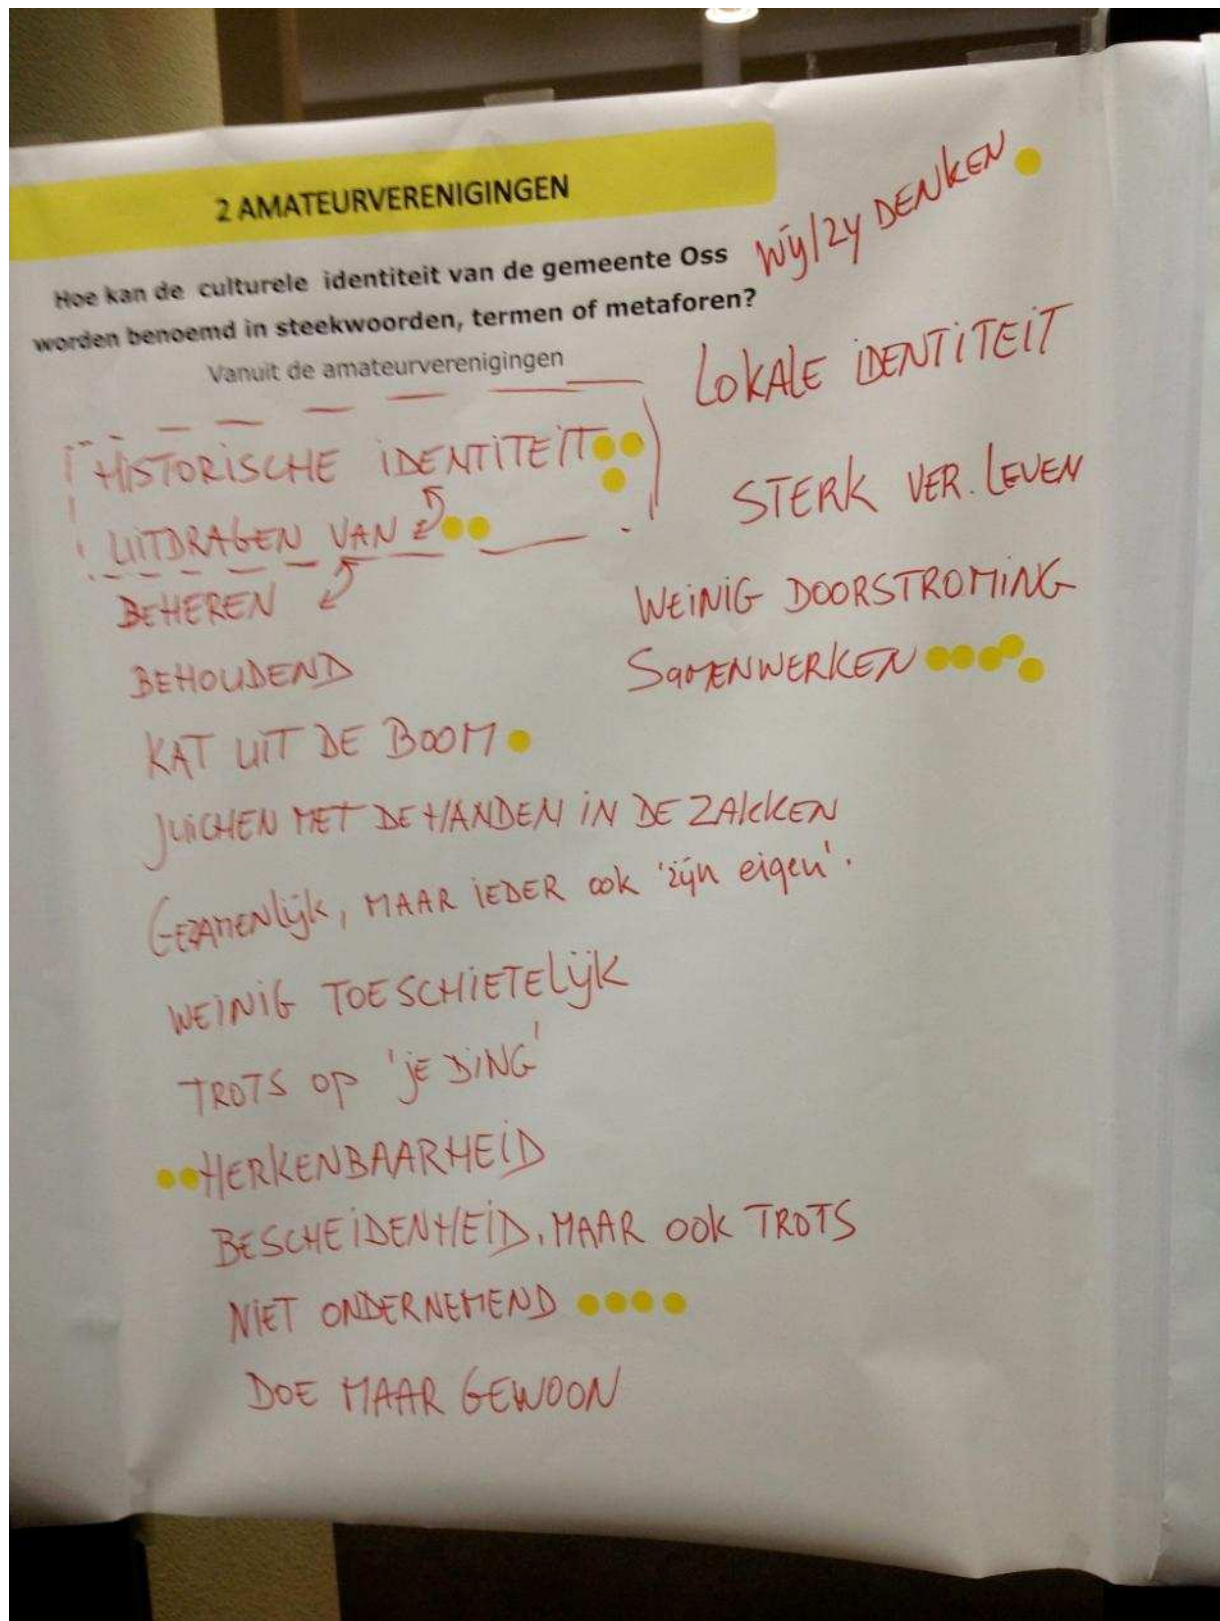 2 AMATEURVERENIGINGEN
Hoe kan de culturele identiteit van de gemeente Oss
worden benoemd in steekwoorden, termen of metaforen?
Vanuit de amateurverenigingen
HISTORISCHE IDENTITEIT
UITDRAGEN VAN
BEHEREN
BEHOUDEND
KAT UIT DE BOOM
JUICHEN MET DE HANDEN IN DE ZAKKEN
GEZAMENLIJK, MAAR IEDER OOK 'zijn eigen'.
WEINIG TOESCHIETELIJK
TROTS OP 'JE DING'
HERKENBAARHEID
BESCHEIDENHEID, MAAR OOK TROTS
NIET ONDERNEMEND
DOE MAAR GEWOON
Wij/zy DENKEN
LOKALE IDENTITEIT
STERK VER. LEVEN
WEINIG DOORSTROMING
SAMENWERKEN